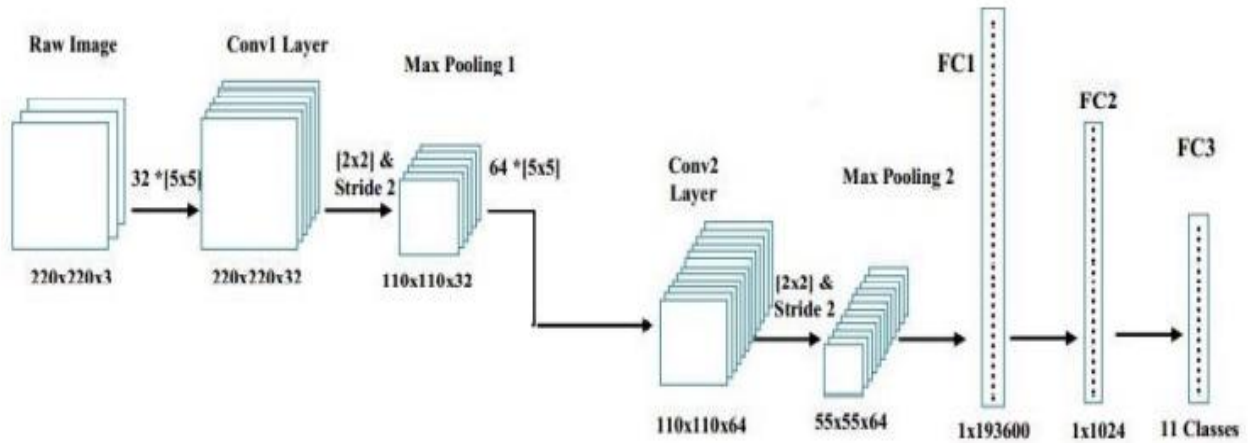 Raw Image
Conv1 Layer
Max Pooling 1
32 *[5x5]
[2x2] &
Stride 2
64 *[5x5]
220x220x3
220x220x32
110x110x32
Conv2
Layer
Max Pooling 2
[2x2] &
Stride 2
FC1
FC2
FC3
110x110x64
55x55x64
1x193600
1x1024
11 Classes